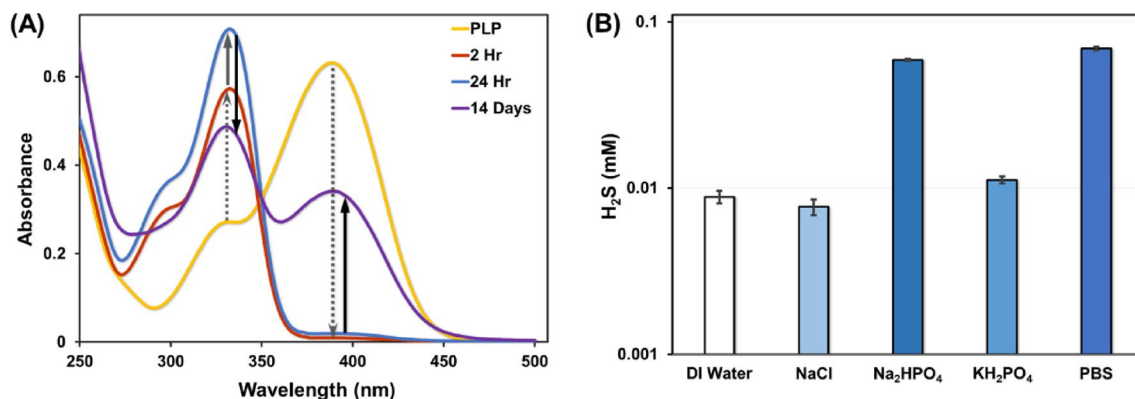 (A)
PLP
2 Hr
24 Hr
14 Days
0.6
0.4
0.2
0
Absorbance
250
300
350
400
450
500
Wavelength (nm)
(B)
0.1
0.01
0.001
H₂S (mM)
DI Water
NaCl
Na₂HPO₄
KH₂PO₄
PBS